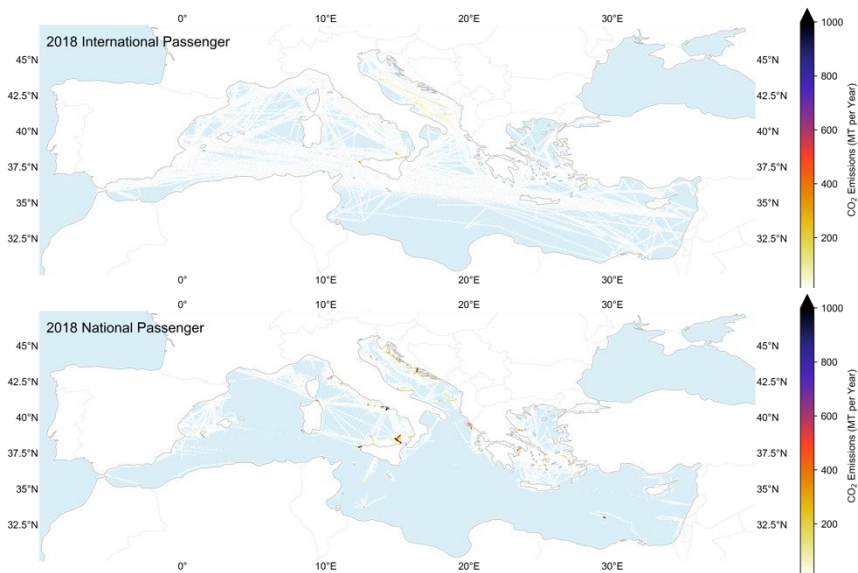 0° 10°E 20°E 30°E
2018 International Passenger
45°N 45°N
42.5°N 42.5°N
40°N 40°N
37.5°N 37.5°N
35°N 35°N
32.5°N 32.5°N
0° 10°E 20°E 30°E
1000
800
600
400
200
CO₂ Emissions (MT per Year)
0° 10°E 20°E 30°E
2018 National Passenger
45°N 45°N
42.5°N 42.5°N
40°N 40°N
37.5°N 37.5°N
35°N 35°N
32.5°N 32.5°N
0° 10°E 20°E 30°E
1000
800
600
400
200
CO₂ Emissions (MT per Year)